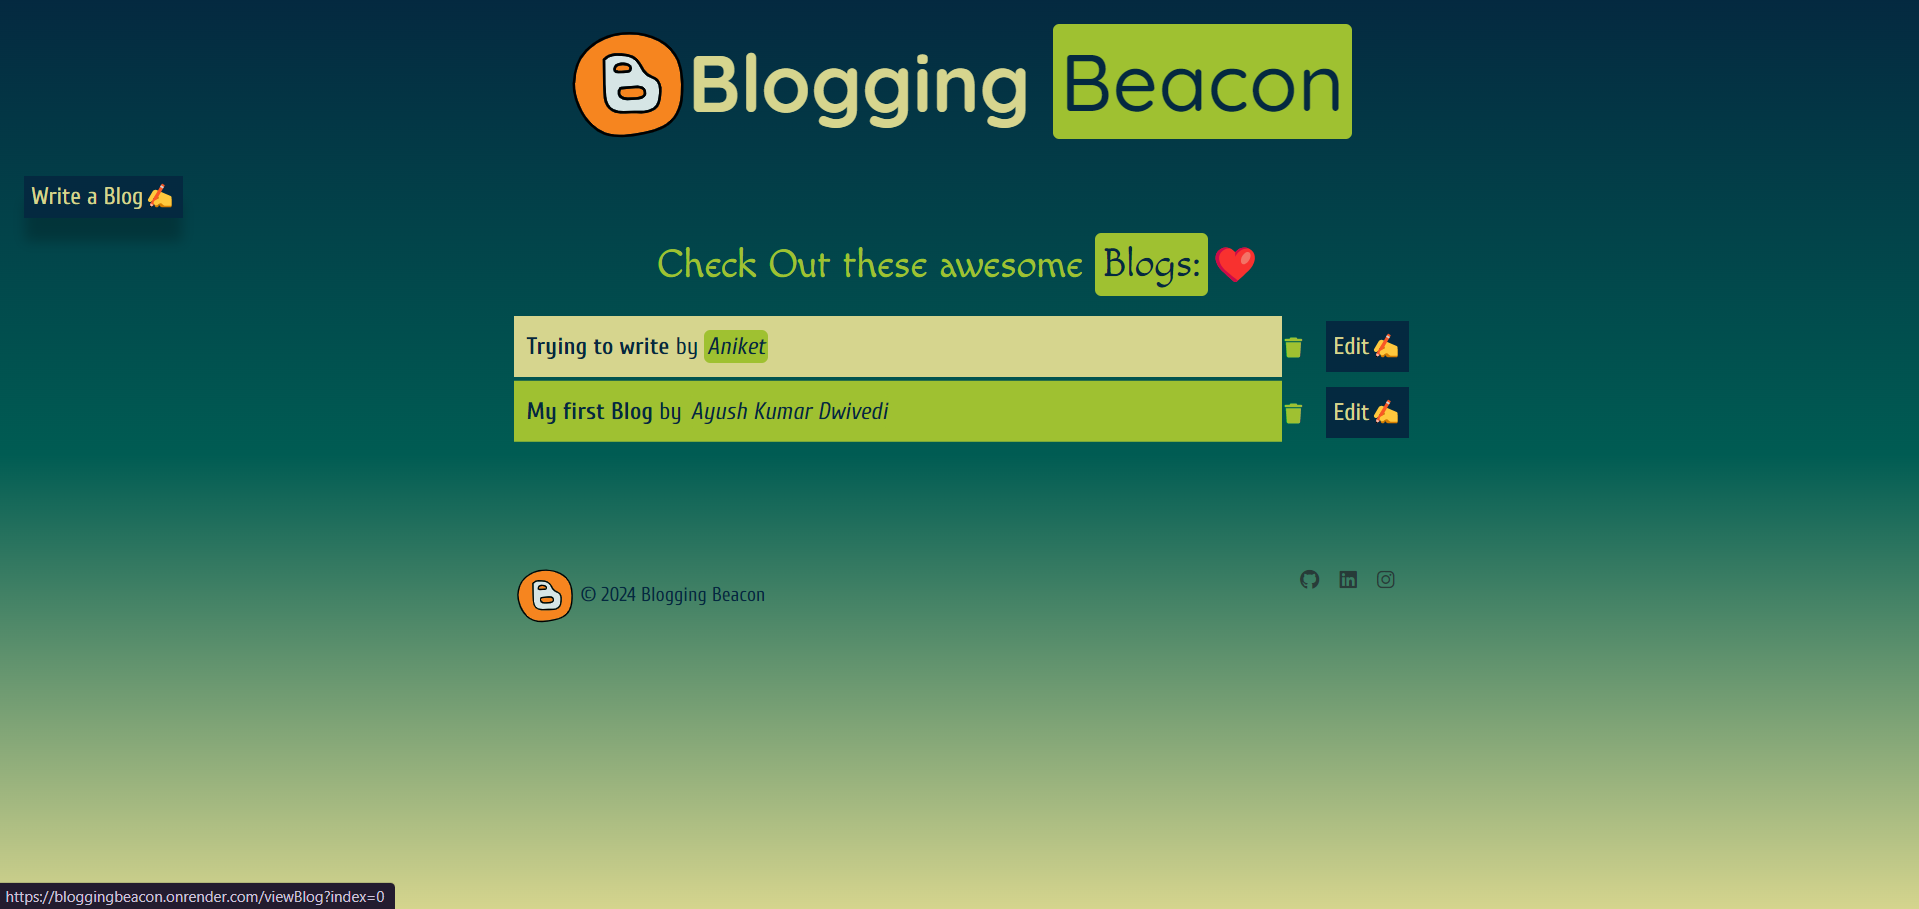 B Blogging Beacon
Write a Blog✍️
Check Out these awesome Blogs: ❤️
Trying to write by Aniket
Edit✍️
My first Blog by Ayush Kumar Dwivedi
Edit✍️
B © 2024 Blogging Beacon
in
https://bloggingbeacon.onrender.com/viewBlog?index=0